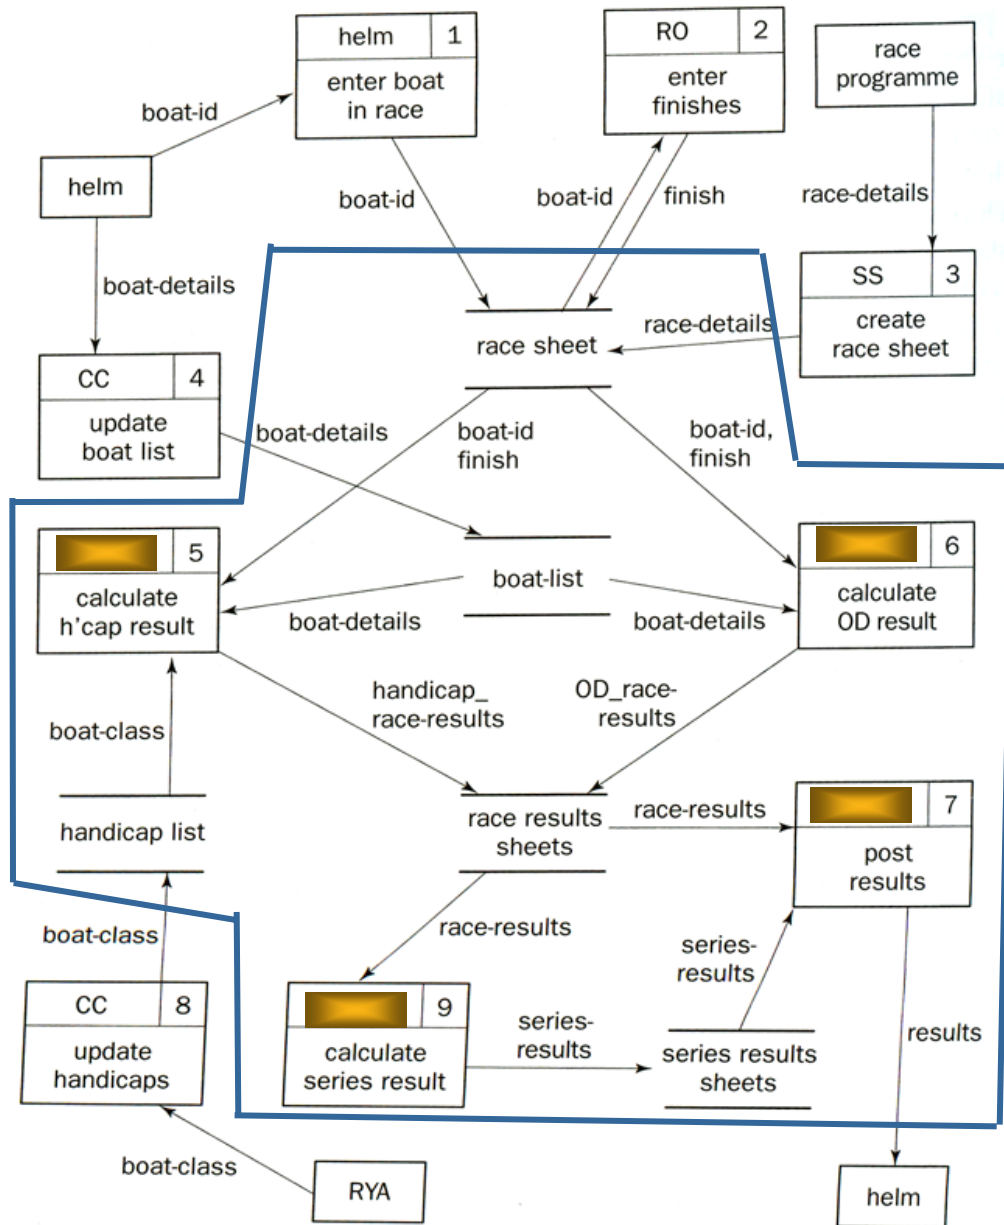 helm 1
enter boat
in race
RO 2
enter
finishes
race
programme
boat-id
helm
boat-id
boat-id
finish
race-details
boat-details
SS 3
create
race sheet
race-details
race sheet
CC 4
update
boat list
boat-details
boat-id
finish
boat-id,
finish
5
calculate
h'cap result
boat-list
6
calculate
OD result
boat-details
boat-details
handicap_
race-results
OD_race-
results
boat-class
handicap list
race results
sheets
race-results
7
post
results
boat-class
race-results
series-
results
CC 8
update
handicaps
9
calculate
series result
series-
results
series results
sheets
results
boat-class
RYA
helm